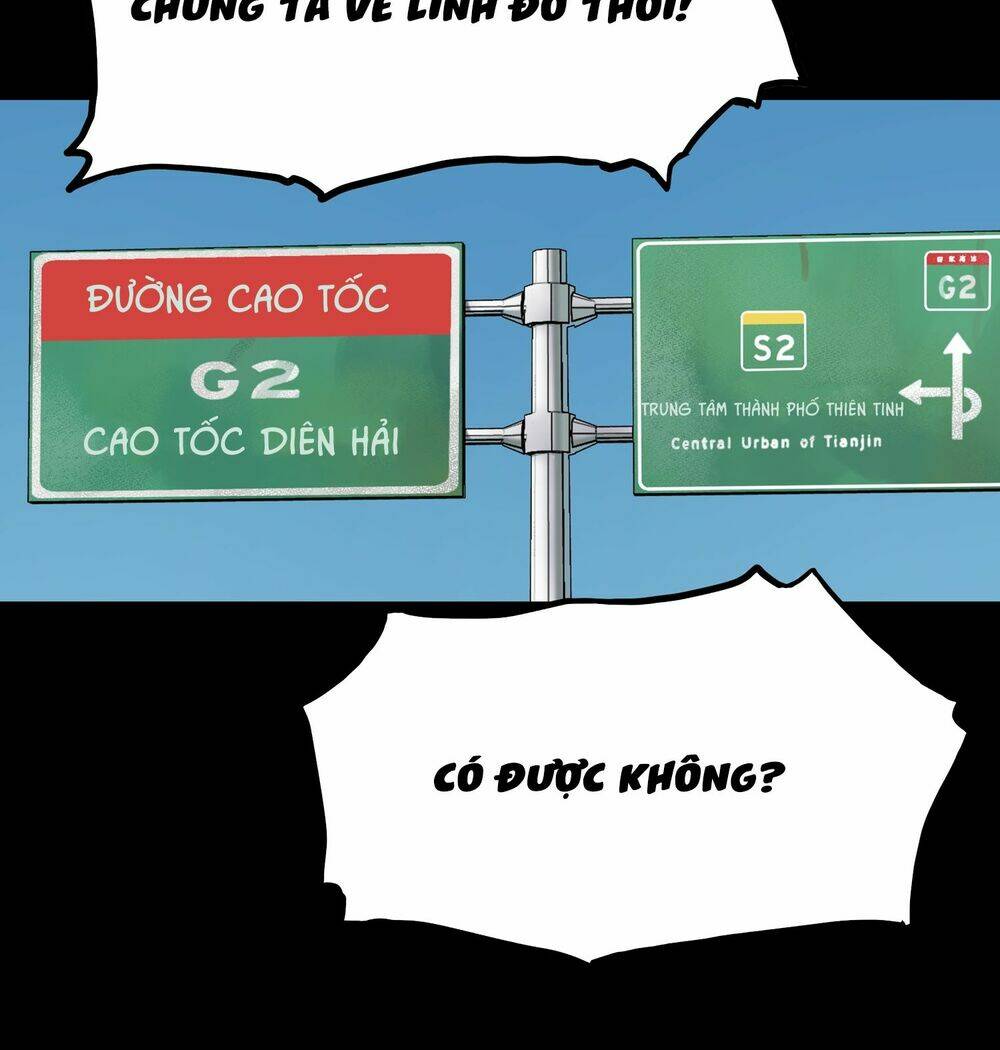 CHÚNG TA VỀ LINH ĐÔ THÔI!
ĐƯỜNG CAO TỐC
G2
CAO TỐC DIÊN HẢI
G2
S2
TRUNG TÂM THÀNH PHỐ THIÊN TINH
Central Urban of Tianjin
CÓ ĐƯỢC KHÔNG?